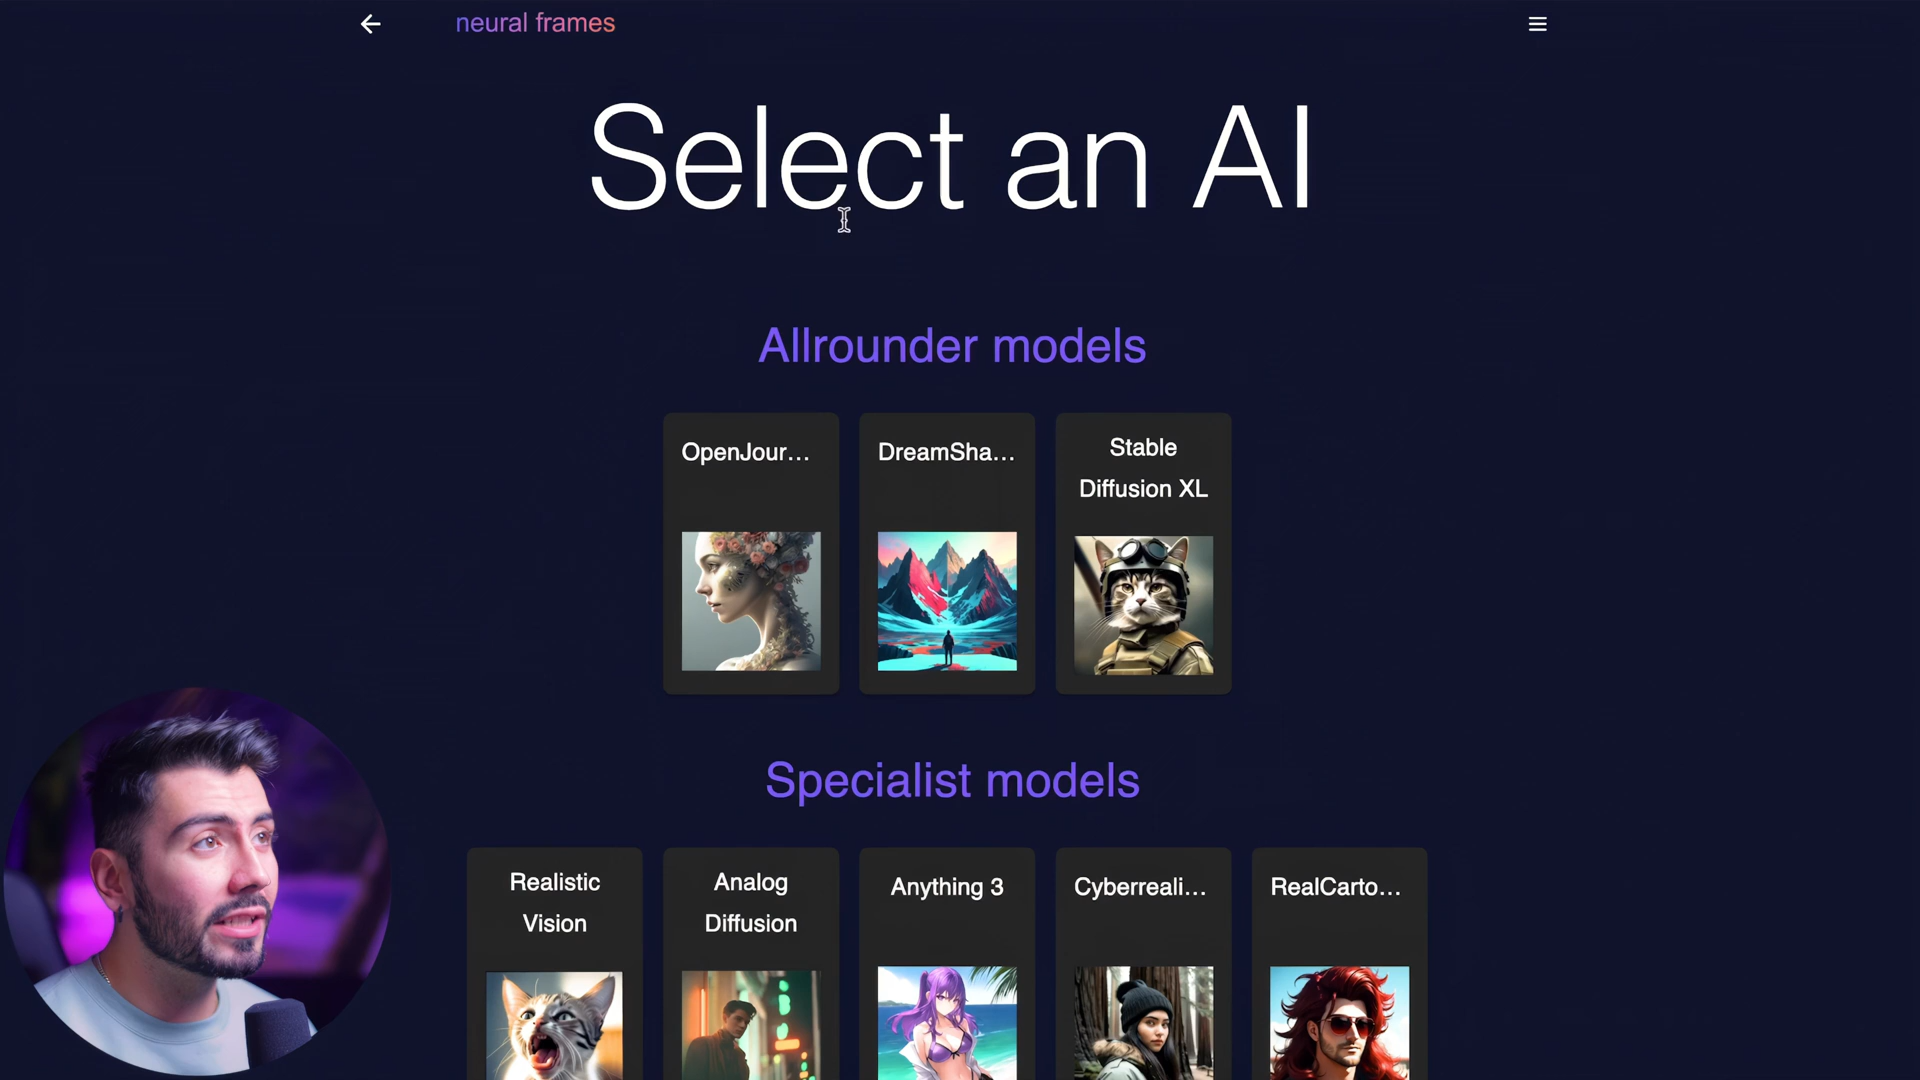 neural frames
Select an AI
Allrounder models
OpenJour...
DreamSha...
Stable
Diffusion XL
Specialist models
Realistic
Vision
Analog
Diffusion
Anything 3
Cyberreali...
RealCarto...